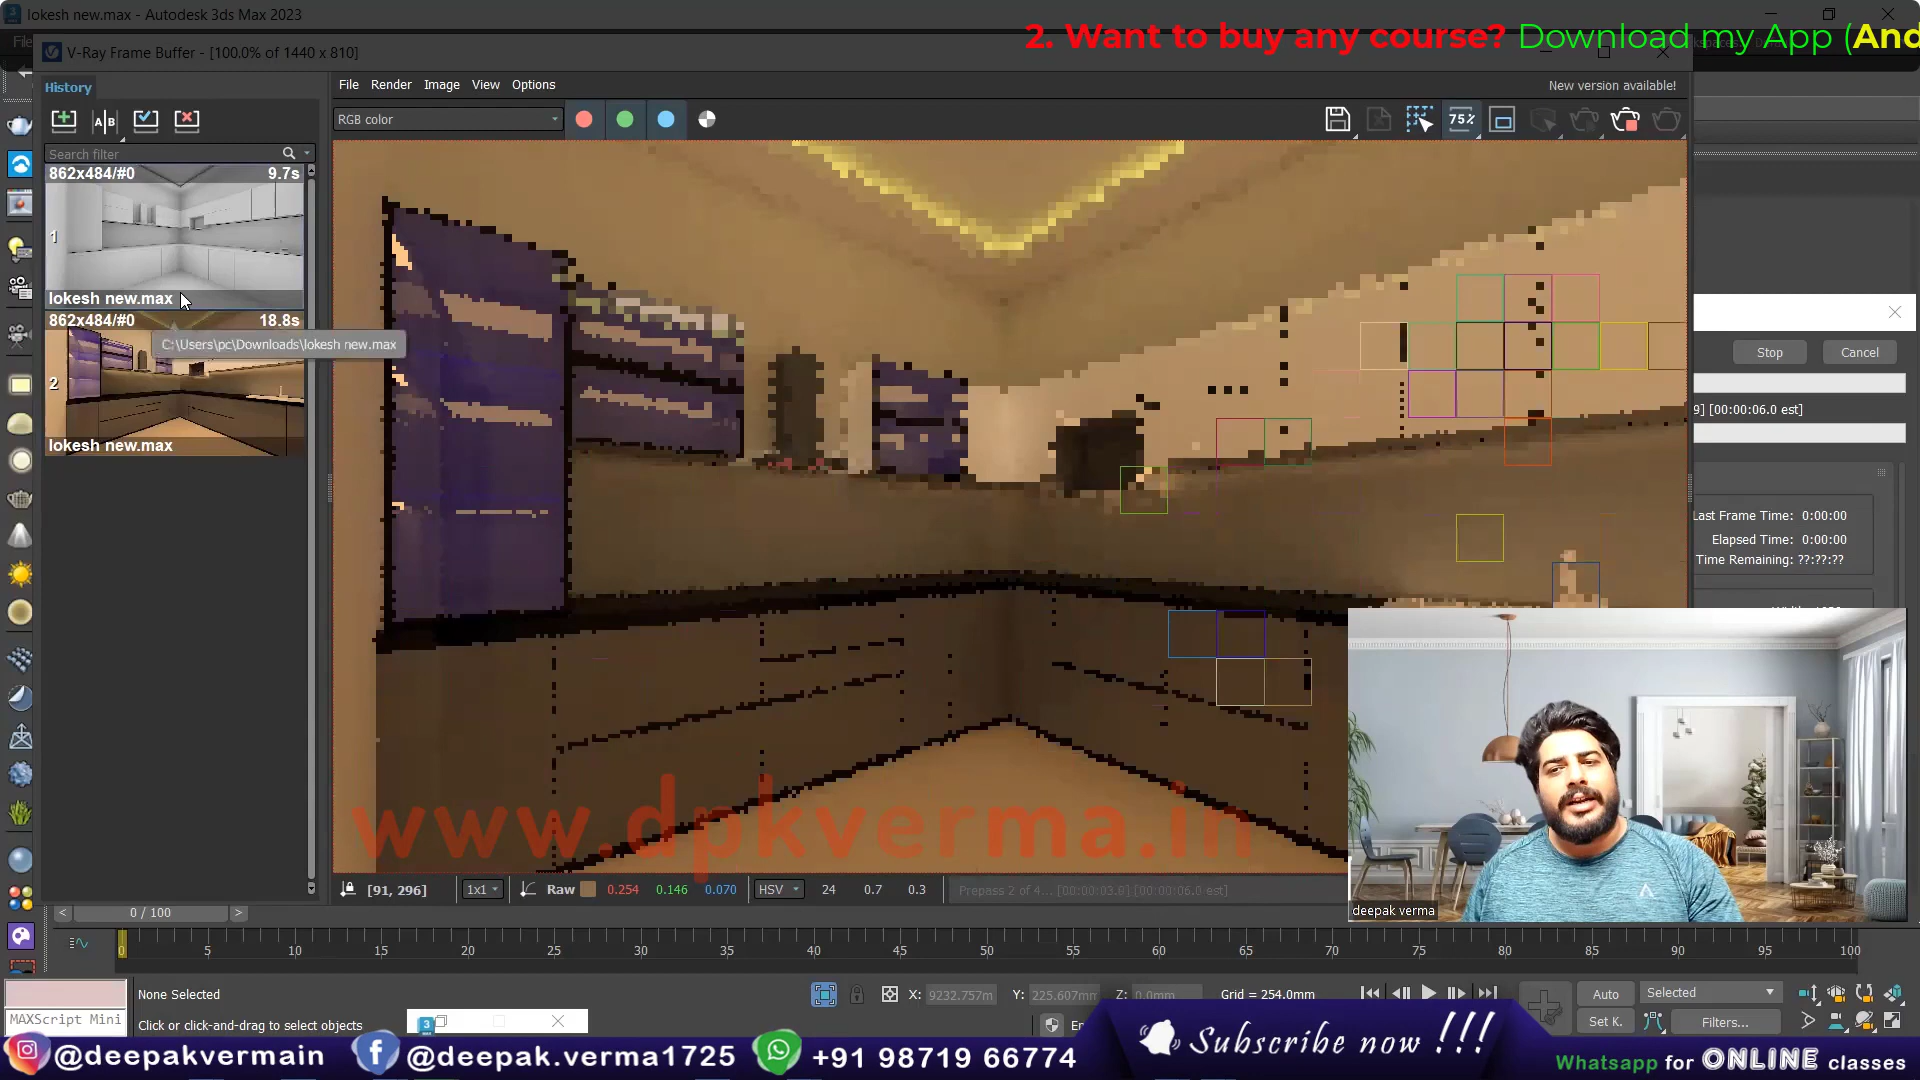 lokesh new.max - Autodesk 3ds Max 2023
2. Want to buy any course? Download my App (And
V-Ray Frame Buffer - [100.0% of 1440 x 810]
History
File Render Image View Options
New version available!
RGB color
75%
Search filter
862x484/#0 9.7s
1
lokesh new.max
862x484/#0 18.8s
C:\Users\pc\Downloads\lokesh new.max
2
lokesh new.max
Stop Cancel
9] [00:00:06.0 est]
Last Frame Time: 0:00:00
Elapsed Time: 0:00:00
Time Remaining: ??:??:??
www.dpkverma.in
deepak verma
[91, 296] 1x1 Raw 0.254 0.146 0.070 HSV 24 0.7 0.3 Prepass 2 of 4... [00:00:03.0] [00:00:06.0 est]
0 / 100
0 5 10 15 20 25 30 35 40 45 50 55 60 65 70 75 80 85 90 95 100
None Selected
X: 9232.757m Y: 225.607mm Z: 0.0mm Grid = 254.0mm
Auto Selected
MAXScript Mini
Click or click-and-drag to select objects
Set K. Filters...
@deepakvermain @deepak.verma1725 +91 98719 66774
Subscribe now !!!
Whatsapp for ONLINE classes